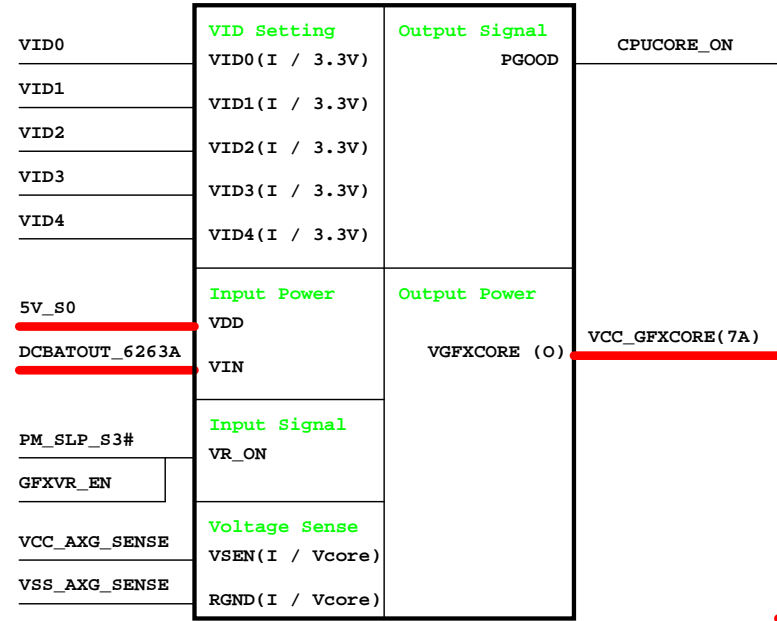 VID Setting
Output Signal
VID0
VID0(I / 3.3V)
PGOOD
CPUCORE_ON
VID1
VID1(I / 3.3V)
VID2
VID2(I / 3.3V)
VID3
VID3(I / 3.3V)
VID4
VID4(I / 3.3V)
Input Power
Output Power
5V_S0
VDD
DCBATOUT_6263A
VIN
VGFXCORE (O)
VCC_GFXCORE(7A)
Input Signal
PM_SLP_S3#
VR_ON
GFXVR_EN
Voltage Sense
VCC_AXG_SENSE
VSEN(I / Vcore)
VSS_AXG_SENSE
RGND(I / Vcore)